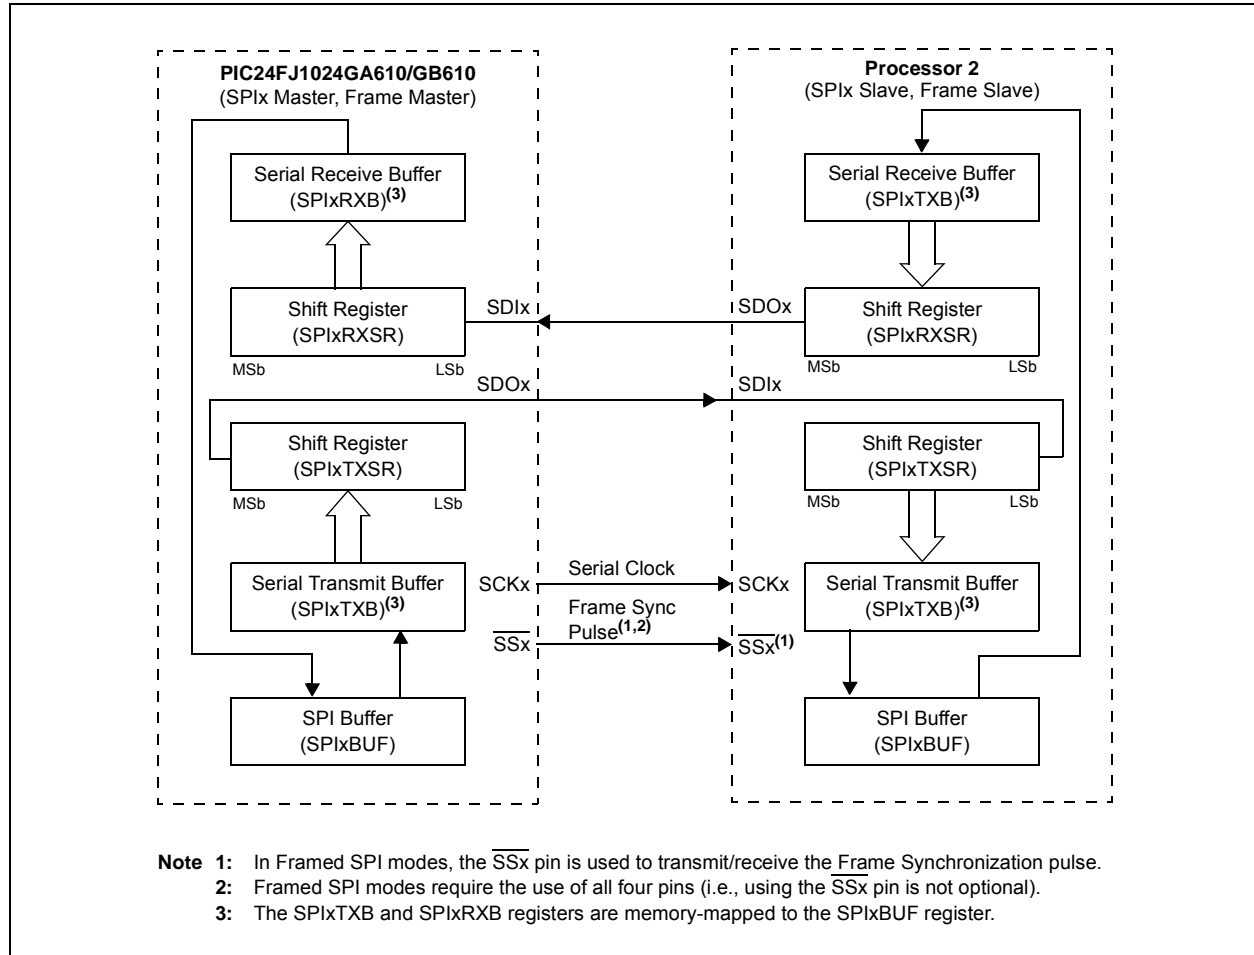 PIC24FJ1024GA610/GB610
(SPIx Master, Frame Master)
Serial Receive Buffer
(SPIxRXB)(3)
Shift Register
(SPIxRXSR)
MSb
LSb
SDIx
SDOx
Shift Register
(SPIxTXSR)
MSb
LSb
Serial Transmit Buffer
(SPIxTXB)(3)
SPI Buffer
(SPIxBUF)
SCKx
SSx
Serial Clock
Frame Sync
Pulse(1,2)
Processor 2
(SPIx Slave, Frame Slave)
Serial Receive Buffer
(SPIxTXB)(3)
SDOx
Shift Register
(SPIxRXSR)
MSb
LSb
SDIx
Shift Register
(SPIxTXSR)
MSb
LSb
SCKx
SSx(1)
Serial Transmit Buffer
(SPIxTXB)(3)
SPI Buffer
(SPIxBUF)
Note 1: In Framed SPI modes, the SSx pin is used to transmit/receive the Frame Synchronization pulse.
2: Framed SPI modes require the use of all four pins (i.e., using the SSx pin is not optional).
3: The SPIxTXB and SPIxRXB registers are memory-mapped to the SPIxBUF register.